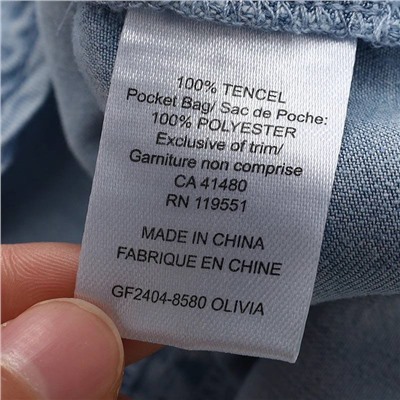 100% TENCEL
Pocket Bag/ Sac de Poche:
100% POLYESTER
Exclusive of trim/
Garniture non comprise
CA 41480
RN 119551
MADE IN CHINA
FABRIQUE EN CHINE
GF2404-8580 OLIVIA